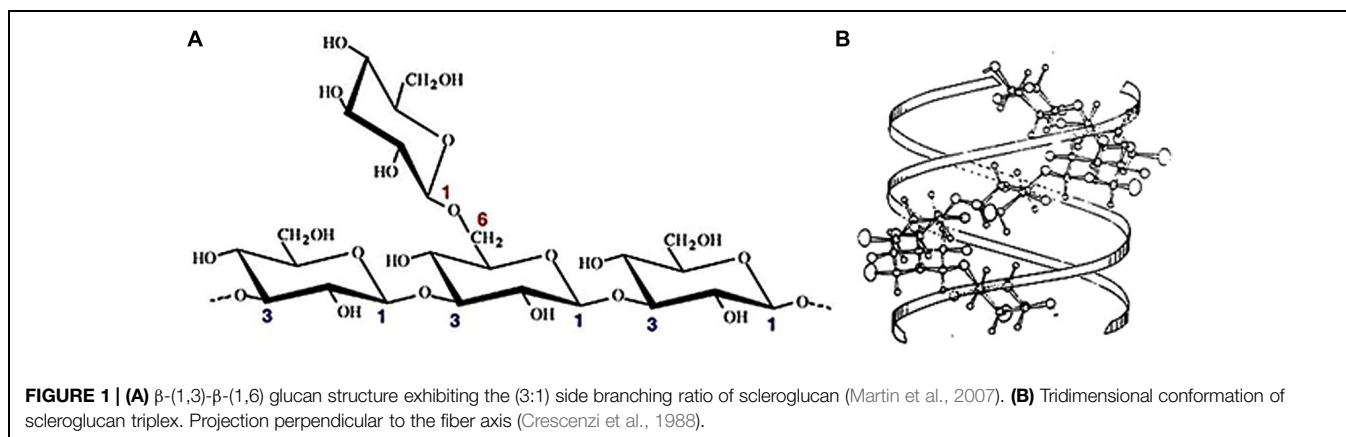 A
B
HO
CH₂OH
HO
O
HO
1
O
6
CH₂
CH₂OH
HO
O
HO
O
CH₂OH
HO
O
O
3
OH
1
O
3
OH
1
O
3
OH
1
O
FIGURE 1 | (A) β-(1,3)-β-(1,6) glucan structure exhibiting the (3:1) side branching ratio of scleroglucan (Martin et al., 2007). (B) Tridimensional conformation of
scleroglucan triplex. Projection perpendicular to the fiber axis (Crescenzi et al., 1988).